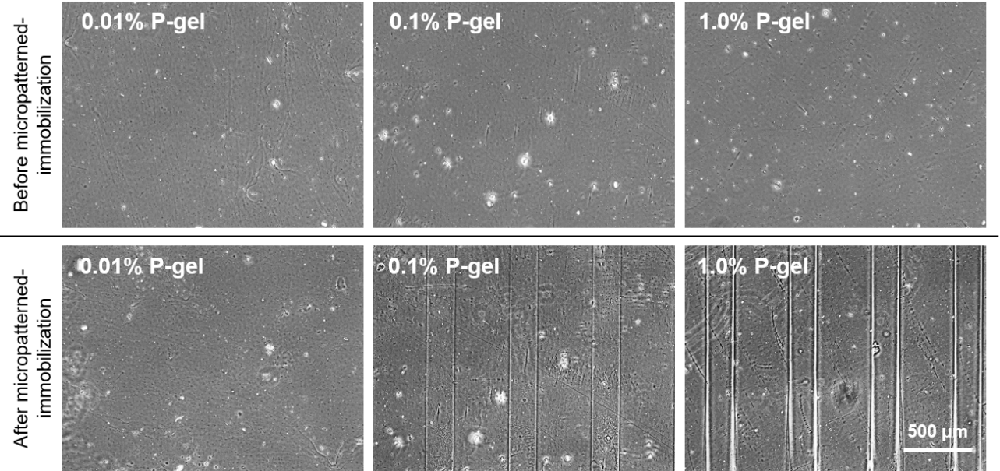 Before micropatterned-
immobilization
0.01% P-gel
0.1% P-gel
1.0% P-gel
After micropatterned-
immobilization
0.01% P-gel
0.1% P-gel
1.0% P-gel
500 μm